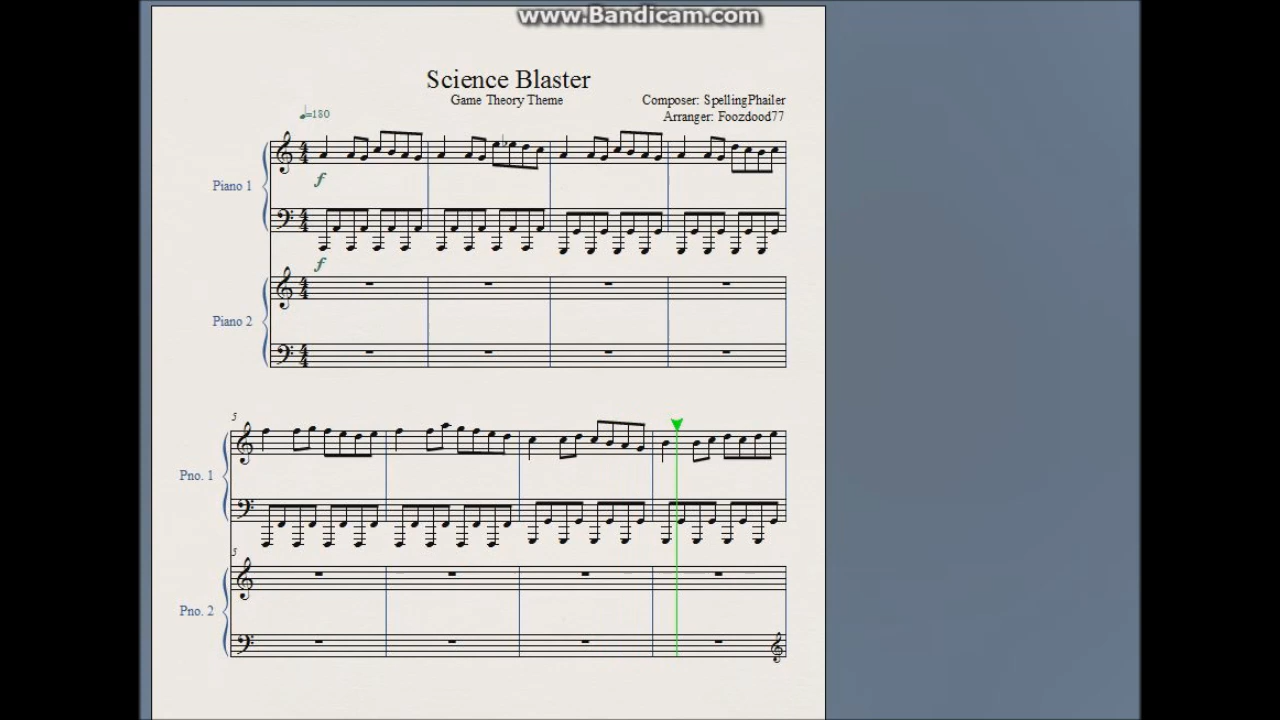 www.Bandicam.com
Science Blaster
Game Theory Theme
Composer: SpellingPhailer
Arranger: Foozdood77
♩=180
Piano 1
f
f
Piano 2
5
Pno. 1
5
Pno. 2